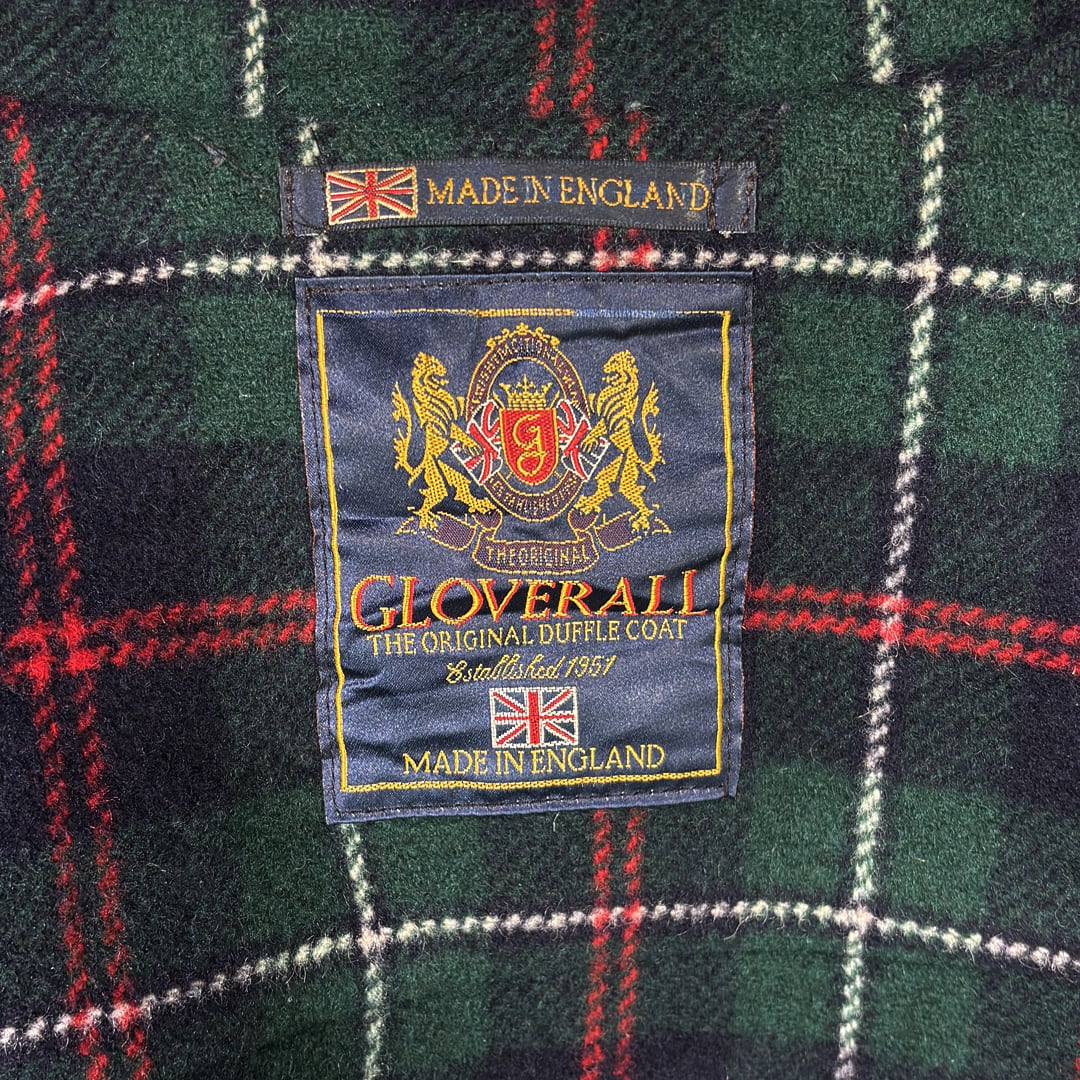 MADE IN ENGLAND
G
THE ORIGINAL
GLOVERALL
THE ORIGINAL DUFFLE COAT
Established 1951
MADE IN ENGLAND